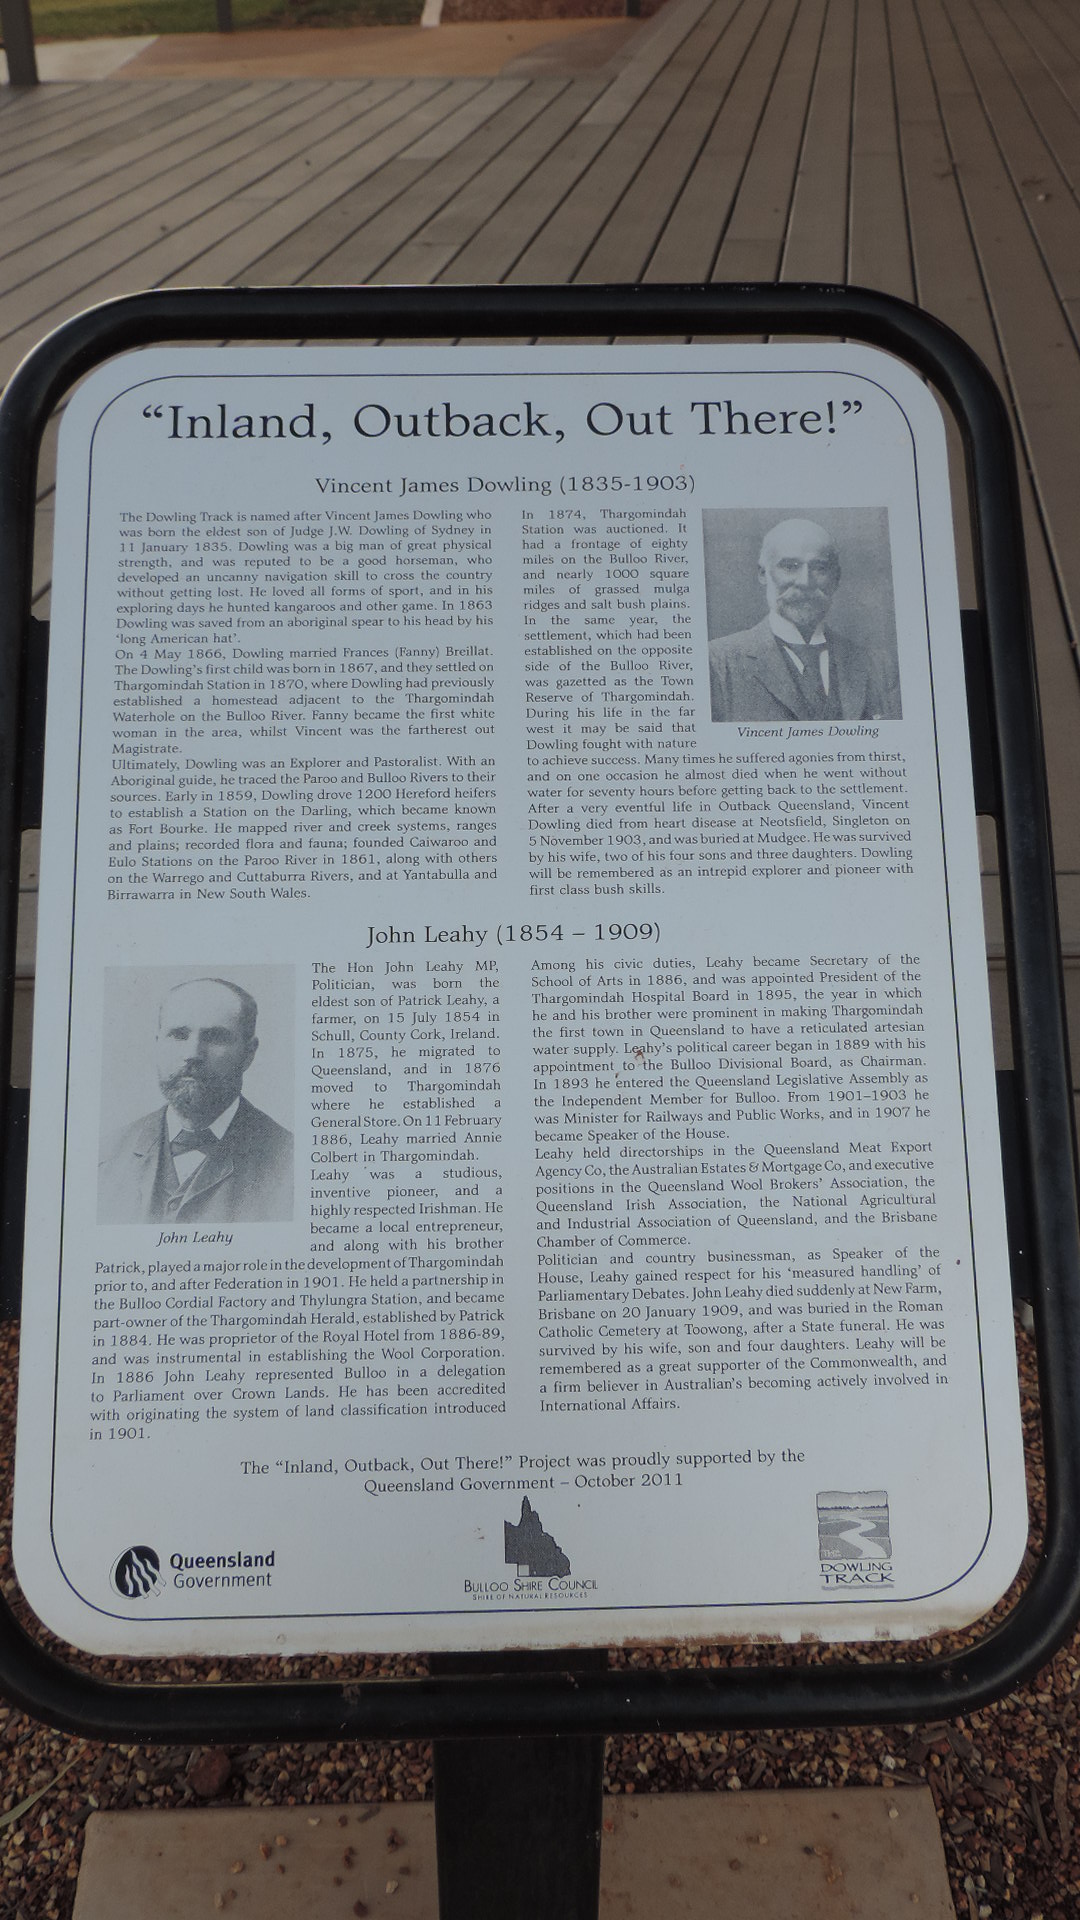 “Inland, Outback, Out There!”
Vincent James Dowling (1835-1903)
The Dowling Track is named after Vincent James Dowling who
was born the eldest son of Judge J.W. Dowling of Sydney in
11 January 1835. Dowling was a big man of great physical
strength, and was reputed to be a good horseman, who
developed an uncanny navigation skill to cross the country
without getting lost. He loved all forms of sport, and in his
exploring days he hunted kangaroos and other game. In 1863
Dowling was saved from an aboriginal spear to his head by his
‘long American hat’.
On 4 May 1866, Dowling married Frances (Fanny) Breillat.
The Dowling’s first child was born in 1867, and they settled on
Thargomindah Station in 1870, where Dowling had previously
established a homestead adjacent to the Thargomindah
Waterhole on the Bulloo River. Fanny became the first white
woman in the area, whilst Vincent was the fartherest out
Magistrate.
Ultimately, Dowling was an Explorer and Pastoralist. With an
Aboriginal guide, he traced the Paroo and Bulloo Rivers to their
sources. Early in 1859, Dowling drove 1200 Hereford heifers
to establish a Station on the Darling, which became known
as Fort Bourke. He mapped river and creek systems, ranges
and plains; recorded flora and fauna; founded Caiwaroo and
Eulo Stations on the Paroo River in 1861, along with others
on the Warrego and Cuttaburra Rivers, and at Yantabulla and
Birrawarra in New South Wales.
In 1874, Thargomindah
Station was auctioned. It
had a frontage of eighty
miles on the Bulloo River,
and nearly 1000 square
miles of grassed mulga
ridges and salt bush plains.
In the same year, the
settlement, which had been
established on the opposite
side of the Bulloo River,
was gazetted as the Town
Reserve of Thargomindah.
During his life in the far
west it may be said that
Dowling fought with nature
to achieve success. Many times he suffered agonies from thirst,
and on one occasion he almost died when he went without
water for seventy hours before getting back to the settlement.
After a very eventful life in Outback Queensland, Vincent
Dowling died from heart disease at Neotsfield, Singleton on
5 November 1903, and was buried at Mudgee. He was survived
by his wife, two of his four sons and three daughters. Dowling
will be remembered as an intrepid explorer and pioneer with
first class bush skills.
Vincent James Dowling
John Leahy (1854 – 1909)
The Hon John Leahy MP,
Politician, was born the
eldest son of Patrick Leahy, a
farmer, on 15 July 1854 in
Schull, County Cork, Ireland.
In 1875, he migrated to
Queensland, and in 1876
moved to Thargomindah
where he established a
General Store. On 11 February
1886, Leahy married Annie
Colbert in Thargomindah.
Leahy was a studious,
inventive pioneer, and a
highly respected Irishman. He
became a local entrepreneur,
and along with his brother
Patrick, played a major role in the development of Thargomindah
prior to, and after Federation in 1901. He held a partnership in
the Bulloo Cordial Factory and Thylungra Station, and became
part-owner of the Thargomindah Herald, established by Patrick
in 1884. He was proprietor of the Royal Hotel from 1886-89,
and was instrumental in establishing the Wool Corporation.
In 1886 John Leahy represented Bulloo in a delegation
to Parliament over Crown Lands. He has been accredited
with originating the system of land classification introduced
in 1901.
John Leahy
Among his civic duties, Leahy became Secretary of the
School of Arts in 1886, and was appointed President of the
Thargomindah Hospital Board in 1895, the year in which
he and his brother were prominent in making Thargomindah
the first town in Queensland to have a reticulated artesian
water supply. Leahy’s political career began in 1889 with his
appointment to the Bulloo Divisional Board, as Chairman.
In 1893 he entered the Queensland Legislative Assembly as
the Independent Member for Bulloo. From 1901–1903 he
was Minister for Railways and Public Works, and in 1907 he
became Speaker of the House.
Leahy held directorships in the Queensland Meat Export
Agency Co, the Australian Estates & Mortgage Co, and executive
positions in the Queensland Wool Brokers’ Association, the
Queensland Irish Association, the National Agricultural
and Industrial Association of Queensland, and the Brisbane
Chamber of Commerce.
Politician and country businessman, as Speaker of the
House, Leahy gained respect for his ‘measured handling’ of
Parliamentary Debates. John Leahy died suddenly at New Farm,
Brisbane on 20 January 1909, and was buried in the Roman
Catholic Cemetery at Toowong, after a State funeral. He was
survived by his wife, son and four daughters. Leahy will be
remembered as a great supporter of the Commonwealth, and
a firm believer in Australian’s becoming actively involved in
International Affairs.
The “Inland, Outback, Out There!” Project was proudly supported by the
Queensland Government – October 2011
Queensland
Government
BULLOO SHIRE COUNCIL
SHIRE OF NATURAL RESOURCES
THE
DOWLING
TRACK